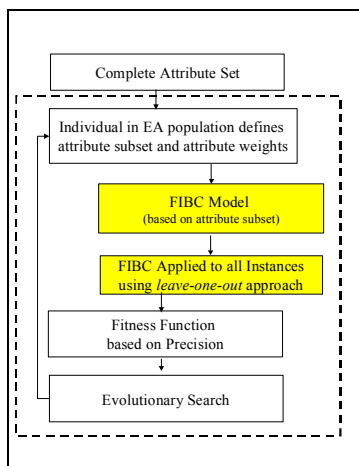 Complete Attribute Set
Individual in EA population defines
attribute subset and attribute weights
FIBC Model
(based on attribute subset)
FIBC Applied to all Instances
using leave-one-out approach
Fitness Function
based on Precision
Evolutionary Search